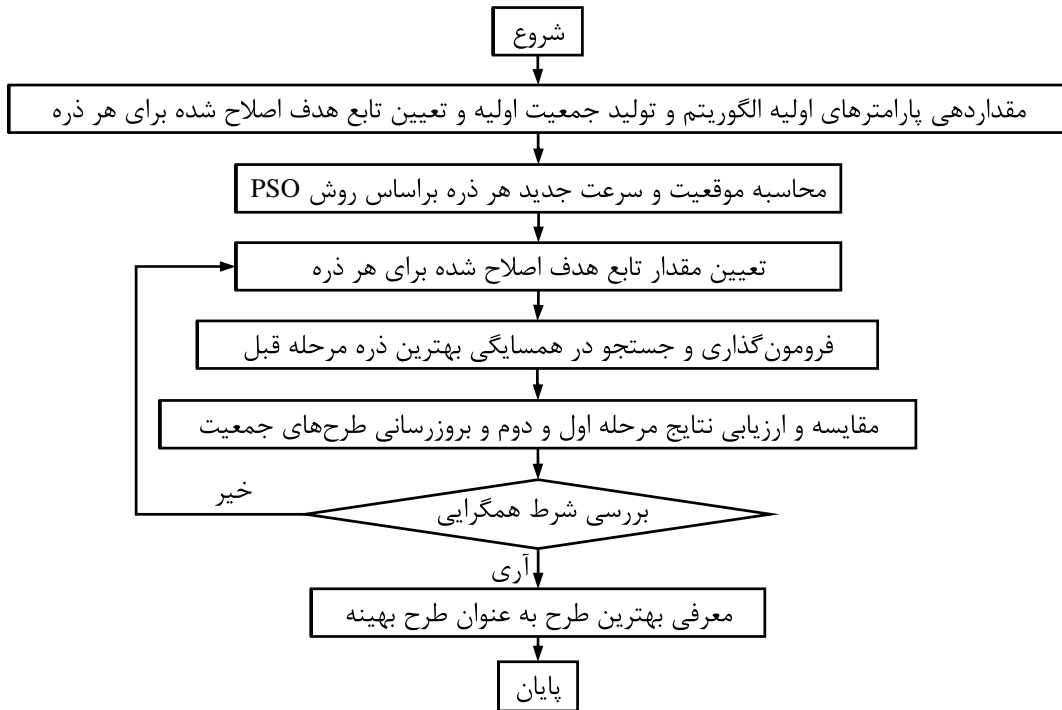 شروع
مقداردهی پارامترهای اولیه الگوریتم و تولید جمعیت اولیه و تعیین تابع هدف اصلاح شده برای هر ذره
محاسبه موقعیت و سرعت جدید هر ذره براساس روش PSO
تعیین مقدار تابع هدف اصلاح شده برای هر ذره
فرومون‌گذاری و جستجو در همسایگی بهترین ذره مرحله قبل
مقایسه و ارزیابی نتایج مرحله اول و دوم و بروزرسانی طرح‌های جمعیت
خیر
بررسی شرط همگرایی
آری
معرفی بهترین طرح به عنوان طرح بهینه
پایان